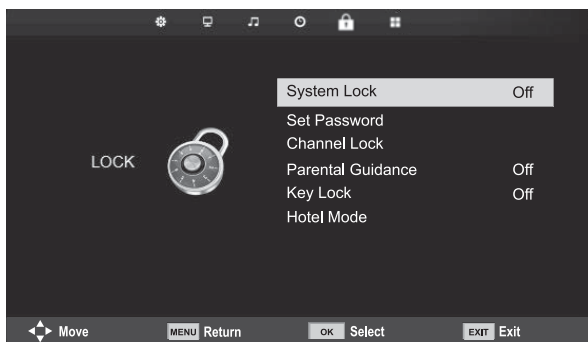 System Lock Off
Set Password
Channel Lock
LOCK
Parental Guidance Off
Key Lock Off
Hotel Mode
Move MENU Return OK Select EXIT Exit